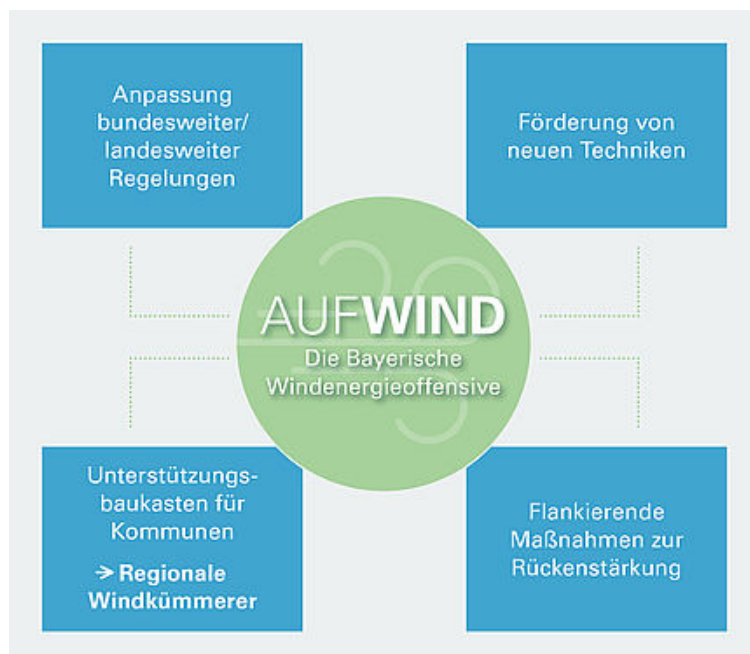 Anpassung
bundesweiter/
landesweiter
Regelungen
Förderung von
neuen Techniken
AUFWIND
Die Bayerische
Windenergieoffensive
Unterstützungs-
baukasten für
Kommunen
→ Regionale
Windkümmerer
Flankierende
Maßnahmen zur
Rückenstärkung